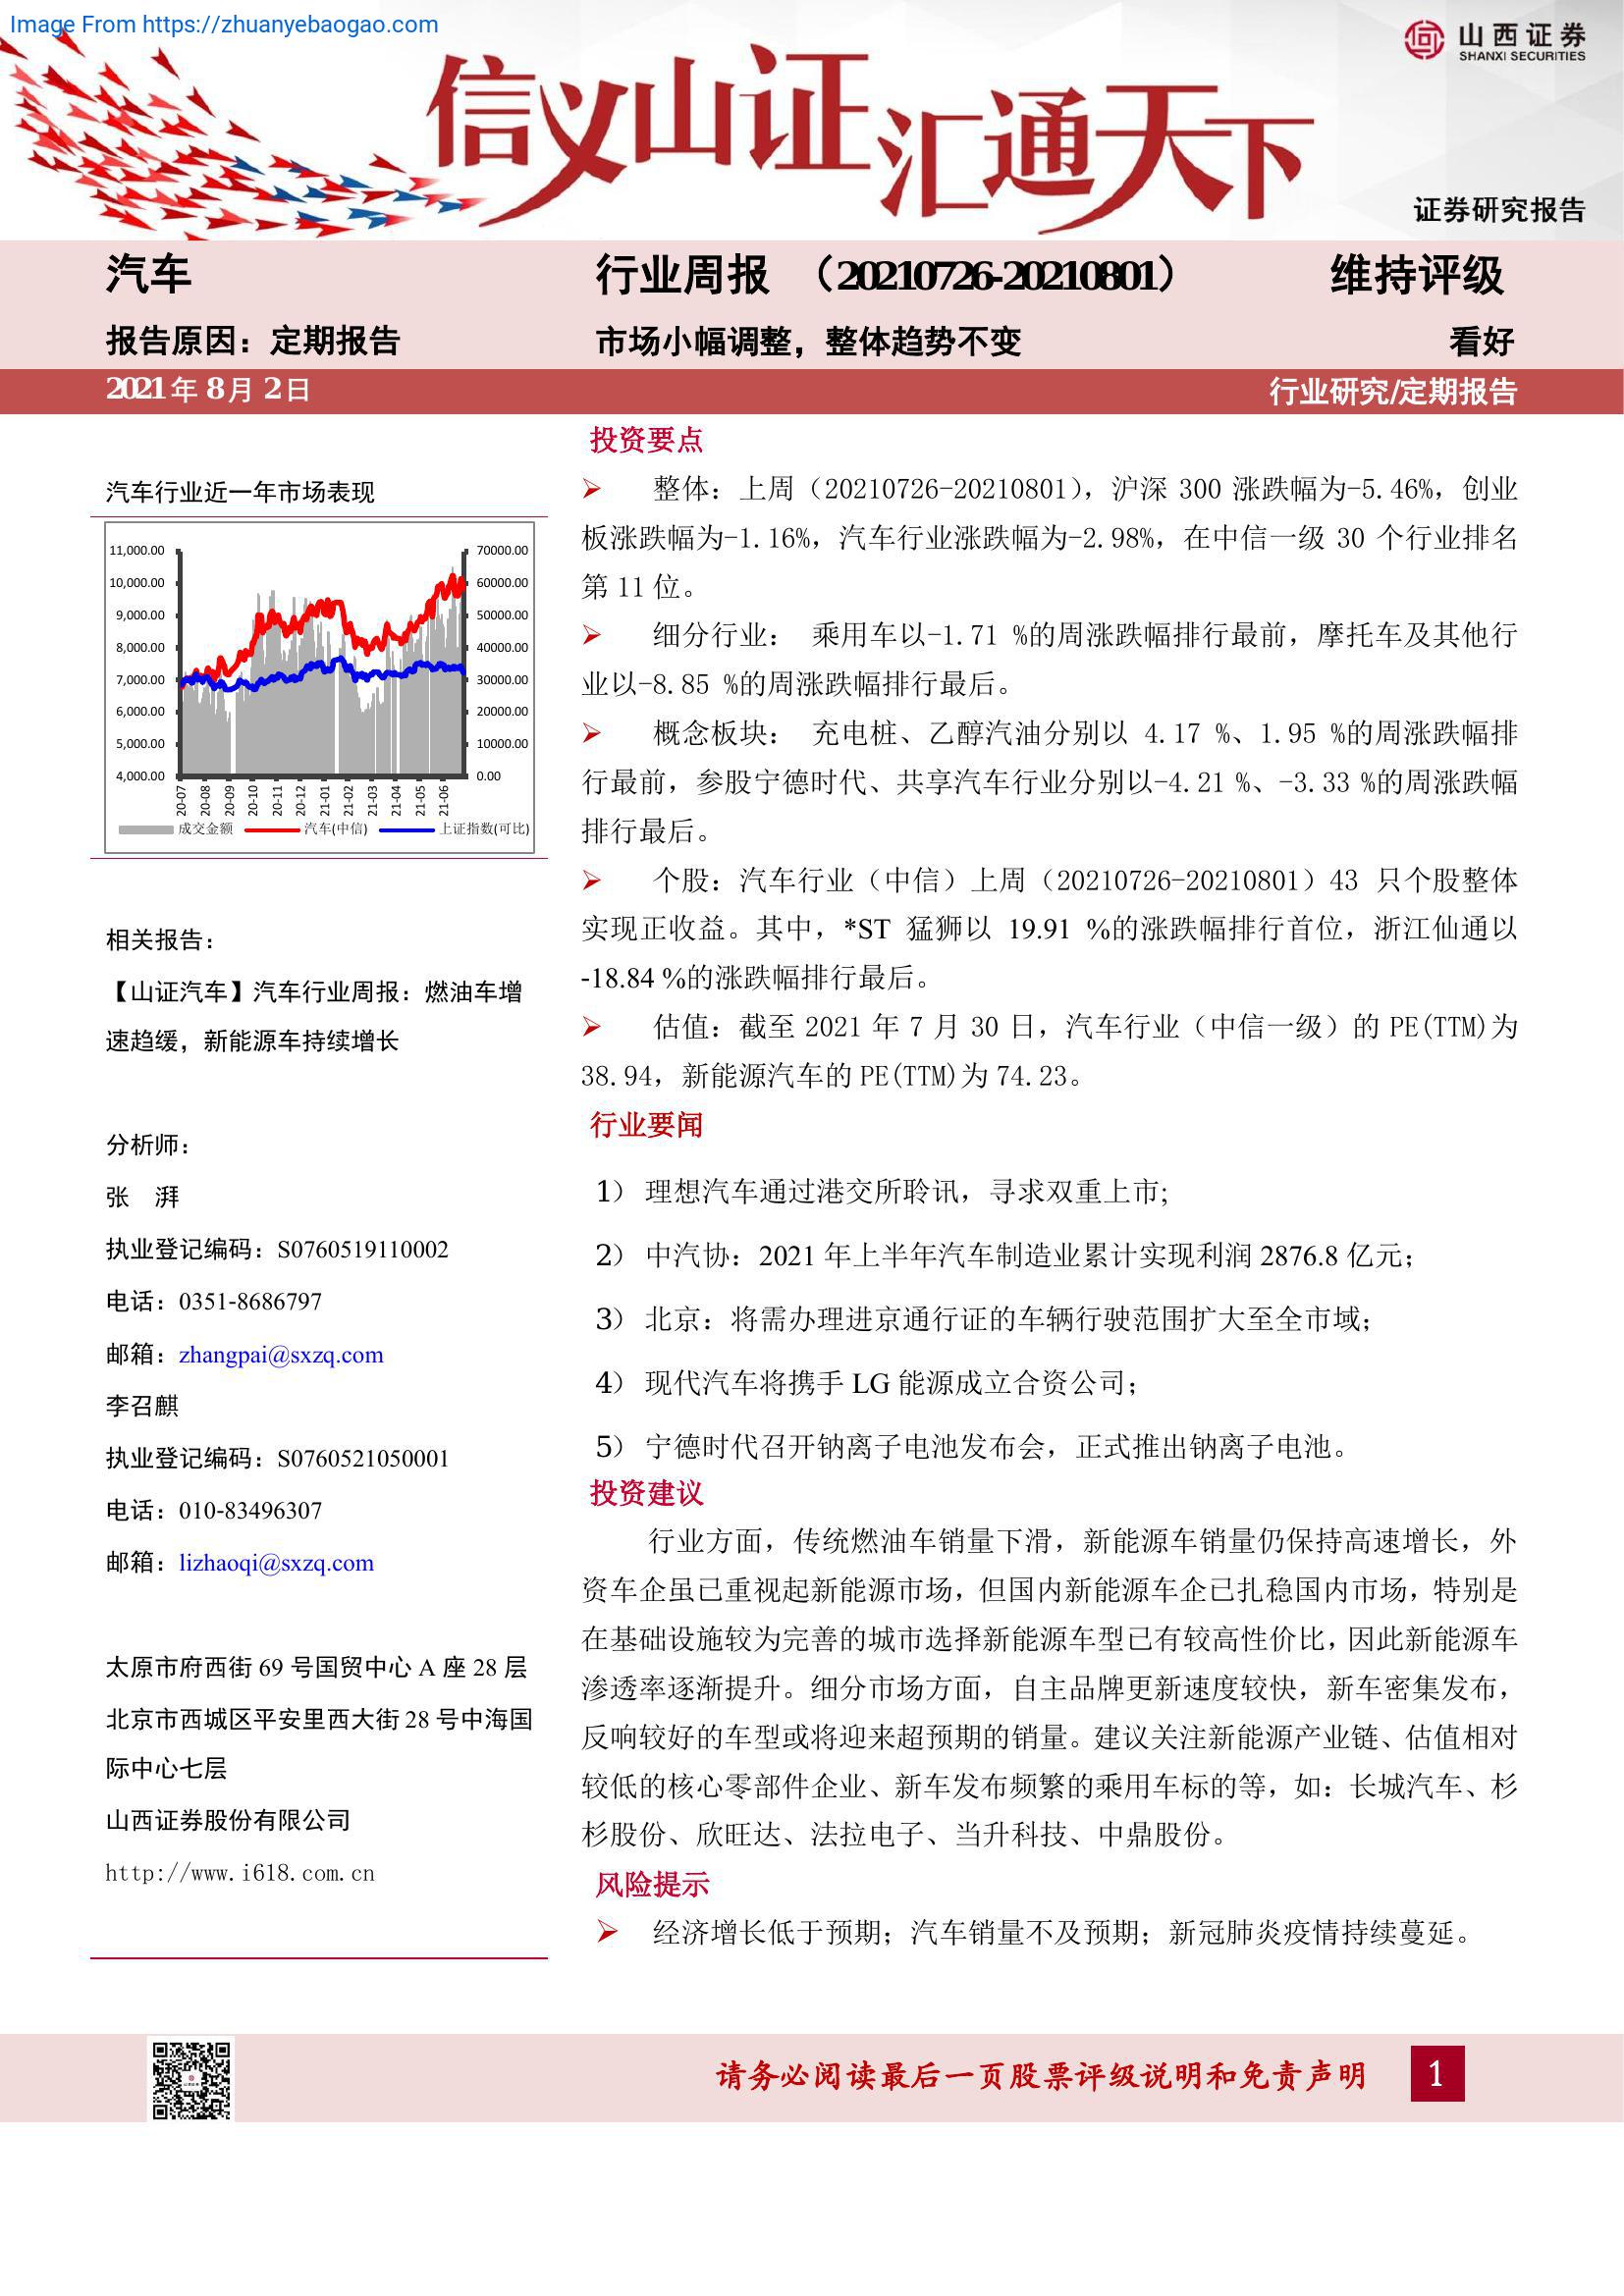 Image From https://zhuanyebaogao.com
山西证券
SHANXI SECURITIES
信义山证汇通天下
证券研究报告
汽车
行业周报 （20210726-20210801）
维持评级
报告原因：定期报告
市场小幅调整，整体趋势不变
看好
2021年 8月 2日
行业研究/定期报告
汽车行业近一年市场表现
11,000.00
10,000.00
9,000.00
8,000.00
7,000.00
6,000.00
5,000.00
4,000.00
70000.00
60000.00
50000.00
40000.00
30000.00
20000.00
10000.00
0.00
20-07
20-08
20-09
20-10
20-11
20-12
21-01
21-02
21-03
21-04
21-05
21-06
成交金额 汽车(中信) 上证指数(可比)
相关报告：
【山证汽车】汽车行业周报：燃油车增
速趋缓，新能源车持续增长
分析师：
张 湃
执业登记编码：S0760519110002
电话：0351-8686797
邮箱：zhangpai@sxzq.com
李召麒
执业登记编码：S0760521050001
电话：010-83496307
邮箱：lizhaoqi@sxzq.com
太原市府西街 69 号国贸中心 A 座 28 层
北京市西城区平安里西大街 28 号中海国
际中心七层
山西证券股份有限公司
http://www.i618.com.cn
投资要点
整体：上周（20210726-20210801），沪深 300 涨跌幅为-5.46%，创业
板涨跌幅为-1.16%，汽车行业涨跌幅为-2.98%，在中信一级 30 个行业排名
第 11 位。
细分行业： 乘用车以-1.71 %的周涨跌幅排行最前，摩托车及其他行
业以-8.85 %的周涨跌幅排行最后。
概念板块： 充电桩、乙醇汽油分别以 4.17 %、1.95 %的周涨跌幅排
行最前，参股宁德时代、共享汽车行业分别以-4.21 %、-3.33 %的周涨跌幅
排行最后。
个股：汽车行业（中信）上周（20210726-20210801）43 只个股整体
实现正收益。其中，*ST 猛狮以 19.91 %的涨跌幅排行首位，浙江仙通以
-18.84 %的涨跌幅排行最后。
估值：截至 2021 年 7 月 30 日，汽车行业（中信一级）的 PE(TTM)为
38.94，新能源汽车的 PE(TTM)为 74.23。
行业要闻
1） 理想汽车通过港交所聆讯，寻求双重上市;
2） 中汽协：2021 年上半年汽车制造业累计实现利润 2876.8 亿元；
3） 北京：将需办理进京通行证的车辆行驶范围扩大至全市域；
4） 现代汽车将携手 LG 能源成立合资公司；
5） 宁德时代召开钠离子电池发布会，正式推出钠离子电池。
投资建议
行业方面，传统燃油车销量下滑，新能源车销量仍保持高速增长，外
资车企虽已重视起新能源市场，但国内新能源车企已扎稳国内市场，特别是
在基础设施较为完善的城市选择新能源车型已有较高性价比，因此新能源车
渗透率逐渐提升。细分市场方面，自主品牌更新速度较快，新车密集发布，
反响较好的车型或将迎来超预期的销量。建议关注新能源产业链、估值相对
较低的核心零部件企业、新车发布频繁的乘用车标的等，如：长城汽车、杉
杉股份、欣旺达、法拉电子、当升科技、中鼎股份。
风险提示
经济增长低于预期；汽车销量不及预期；新冠肺炎疫情持续蔓延。
请务必阅读最后一页股票评级说明和免责声明
1